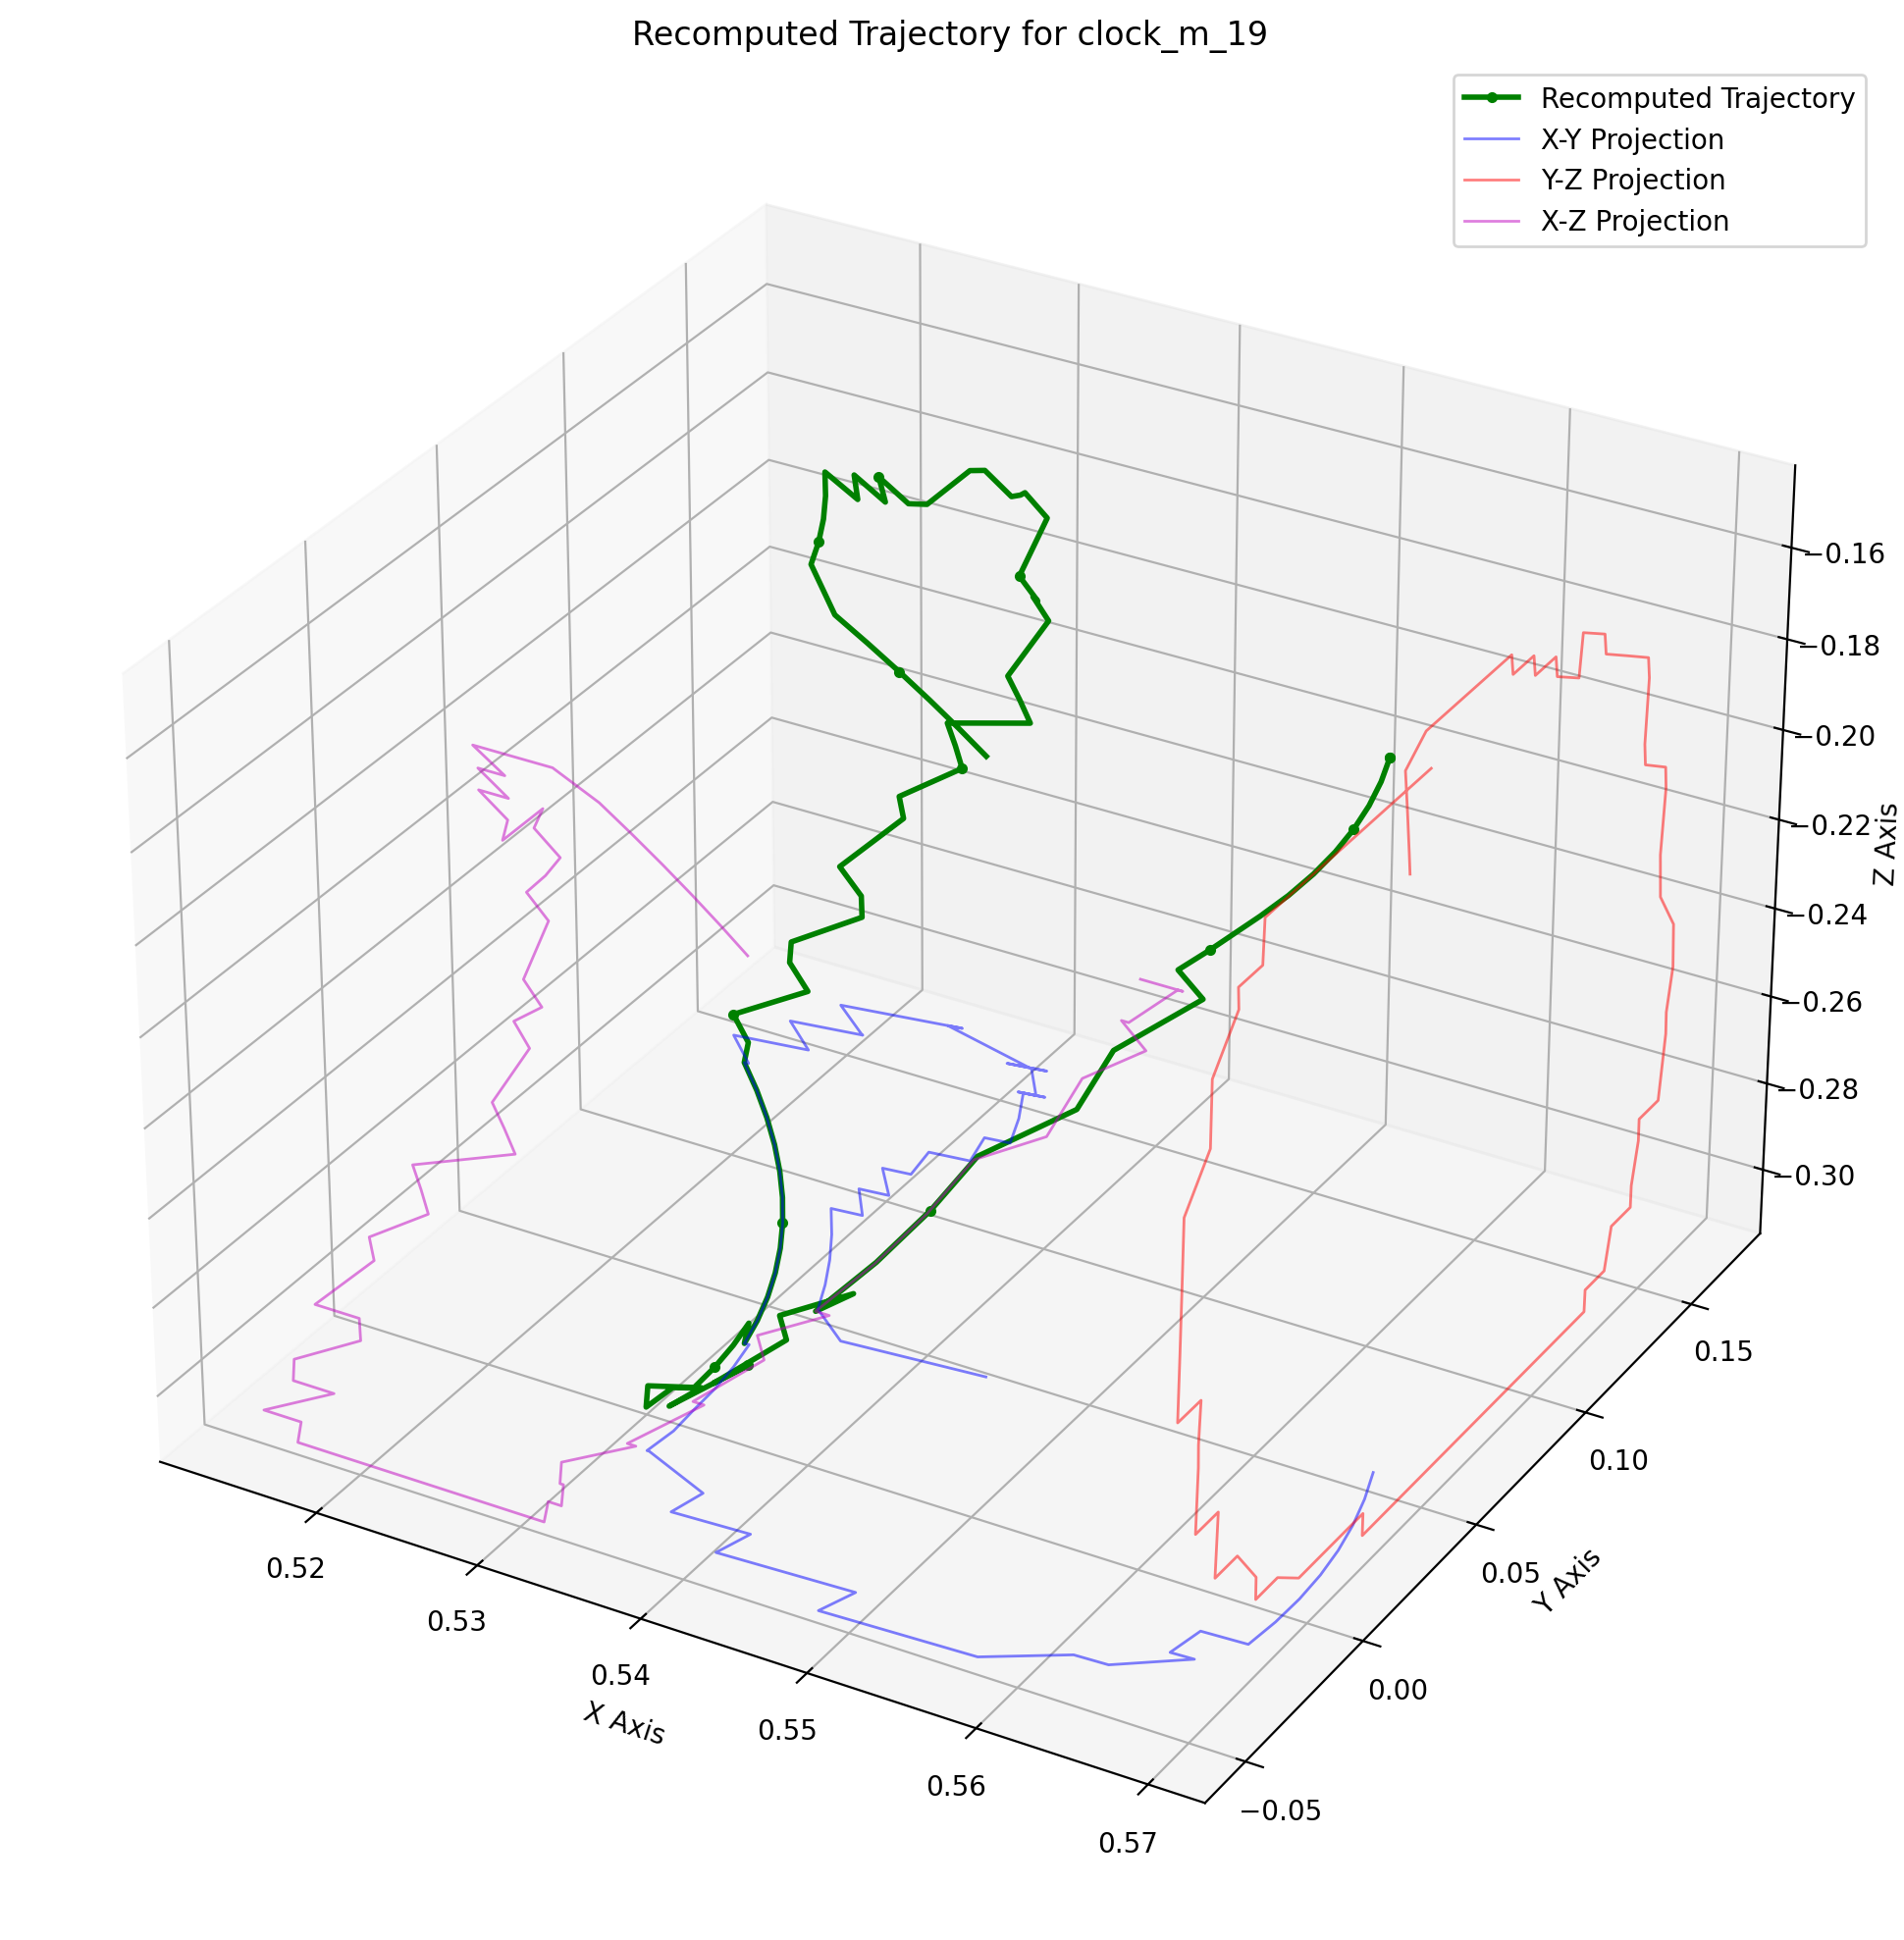 Recomputed Trajectory for clock_m_19
Recomputed Trajectory
X-Y Projection
Y-Z Projection
X-Z Projection
−0.16
−0.18
−0.20
−0.22
−0.24
−0.26
−0.28
−0.30
Z Axis
0.15
0.10
0.05
0.00
−0.05
Y Axis
0.52
0.53
0.54
0.55
0.56
0.57
X Axis